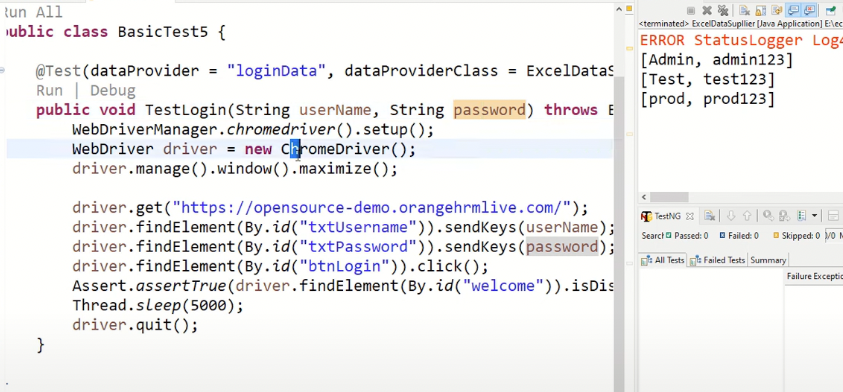 Run All
public class BasicTest5 {
@Test(dataProvider = "loginData", dataProviderClass = ExcelDataS
Run | Debug
public void TestLogin(String userName, String password) throws E
WebDriverManager.chromedriver().setup();
WebDriver driver = new ChromeDriver();
driver.manage().window().maximize();
driver.get("https://opensource-demo.orangehrmlive.com/");
driver.findElement(By.id("txtUsername")).sendKeys(userName);
driver.findElement(By.id("txtPassword")).sendKeys(password);
driver.findElement(By.id("btnLogin")).click();
Assert.assertTrue(driver.findElement(By.id("welcome")).isDis
Thread.sleep(5000);
driver.quit();
}
<terminated> ExcelDataSupllier [Java Application] E:\ec
ERROR StatusLogger Log4
[Admin, admin123]
[Test, test123]
[prod, prod123]
TestNG
Search Passed: 0 Failed: 0 Skipped: 0
All Tests Failed Tests Summary
Failure Exceptio